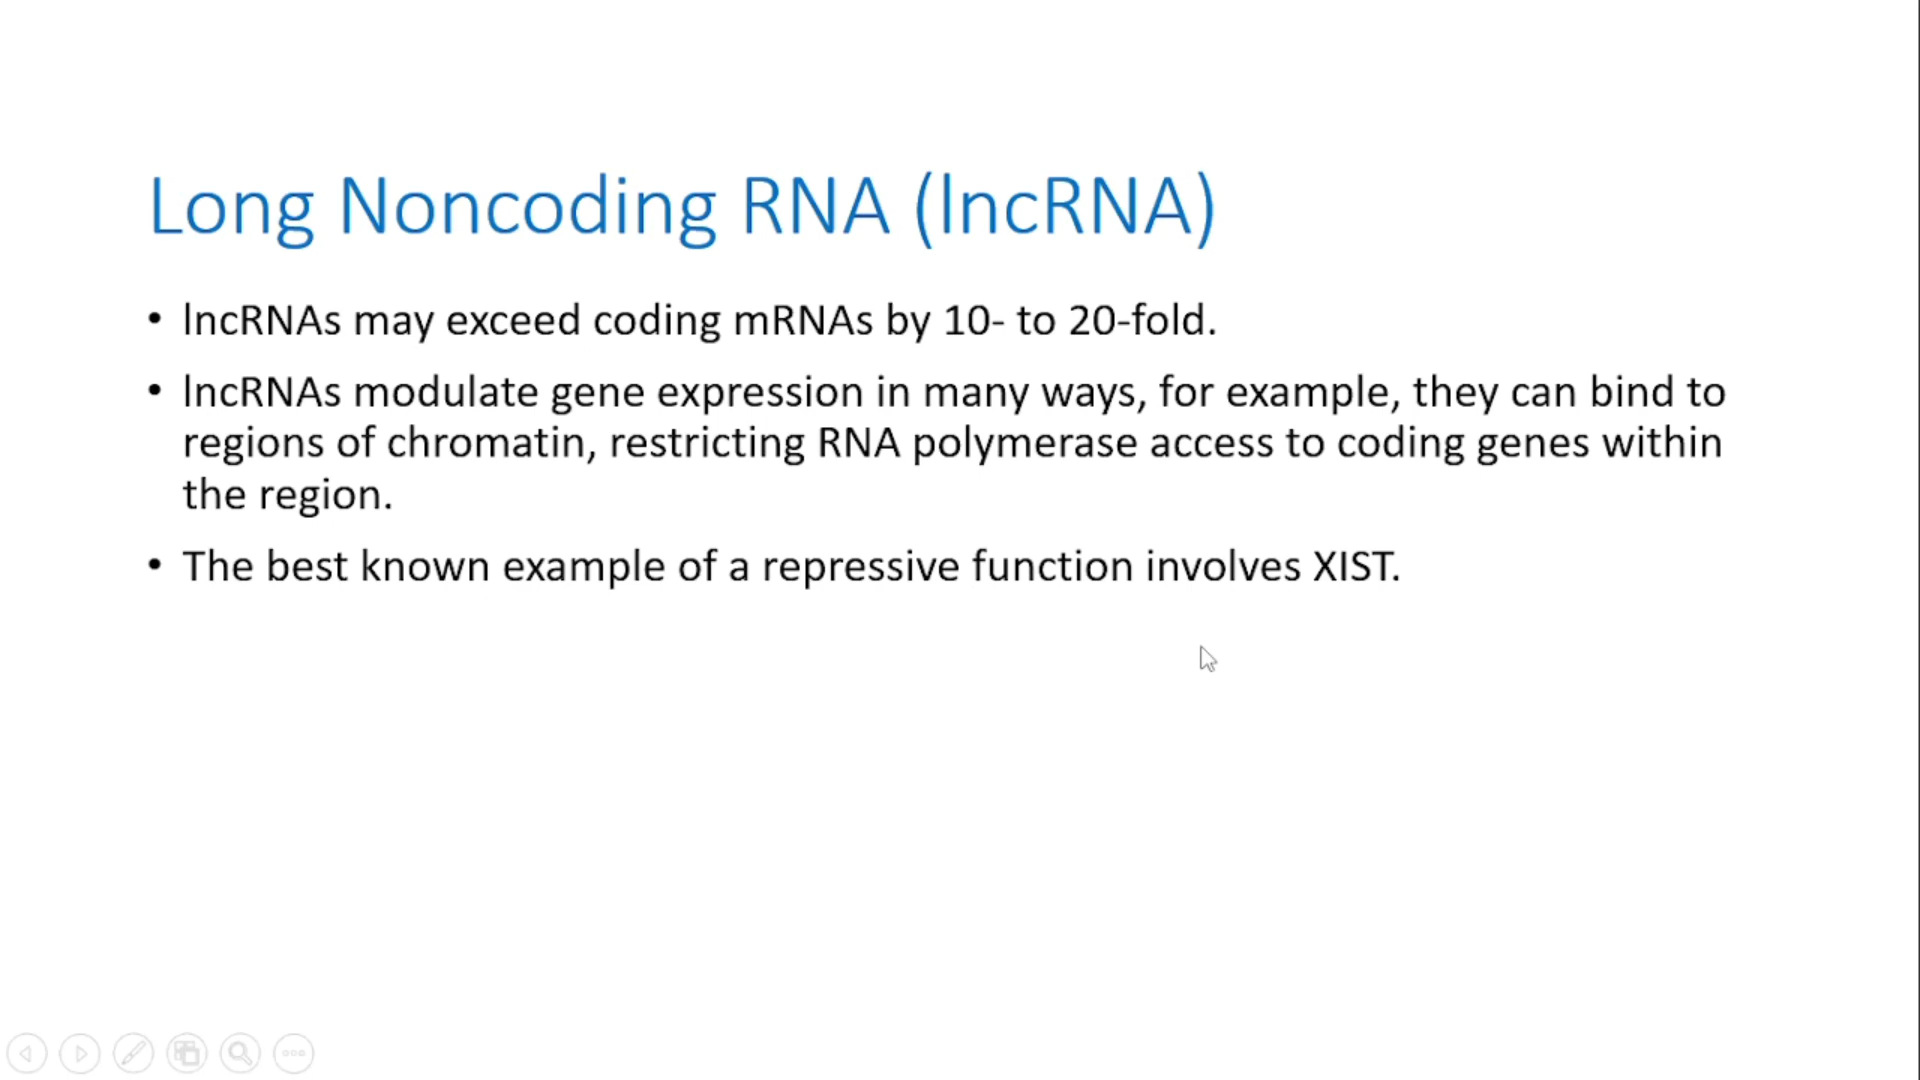 Long Noncoding RNA (lncRNA)
• lncRNAs may exceed coding mRNAs by 10- to 20-fold.
• lncRNAs modulate gene expression in many ways, for example, they can bind to
regions of chromatin, restricting RNA polymerase access to coding genes within
the region.
• The best known example of a repressive function involves XIST.